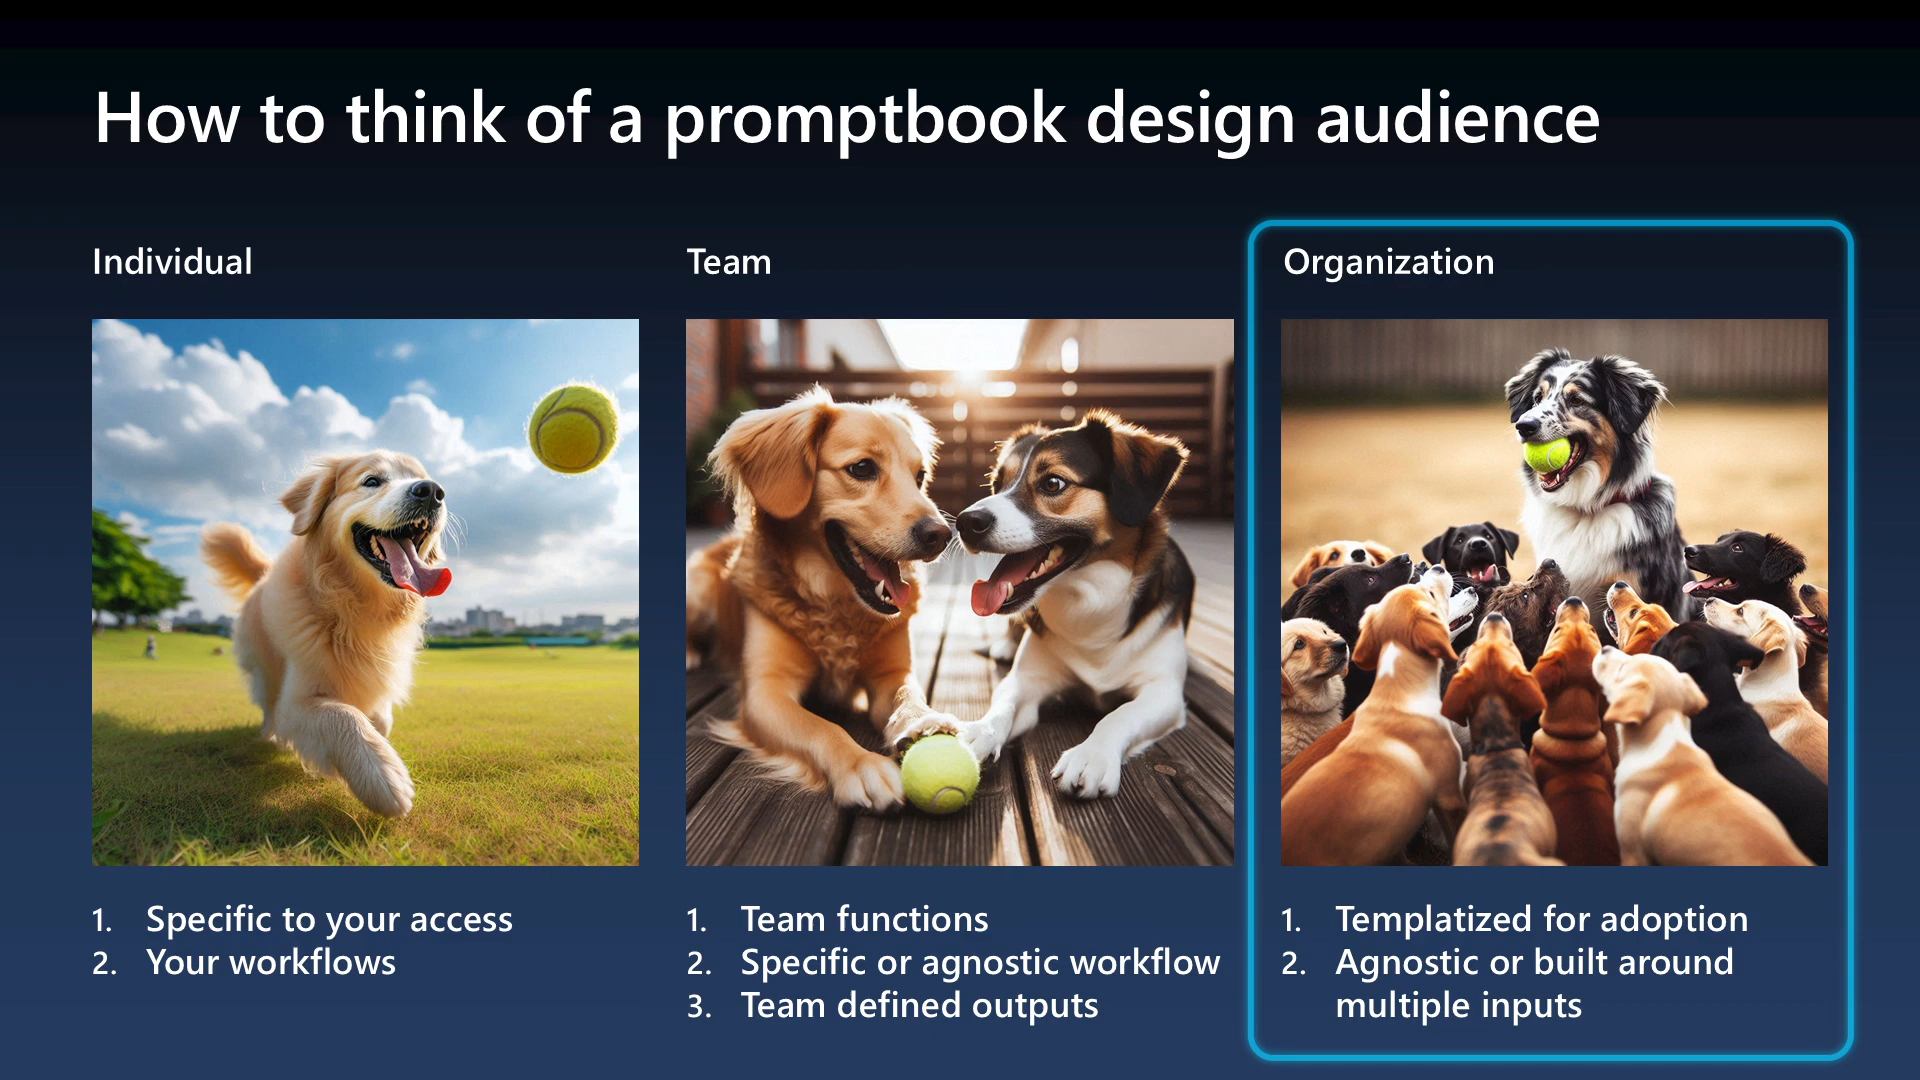 How to think of a promptbook design audience
Individual
1. Specific to your access
2. Your workflows
Team
1. Team functions
2. Specific or agnostic workflow
3. Team defined outputs
Organization
1. Templatized for adoption
2. Agnostic or built around
multiple inputs